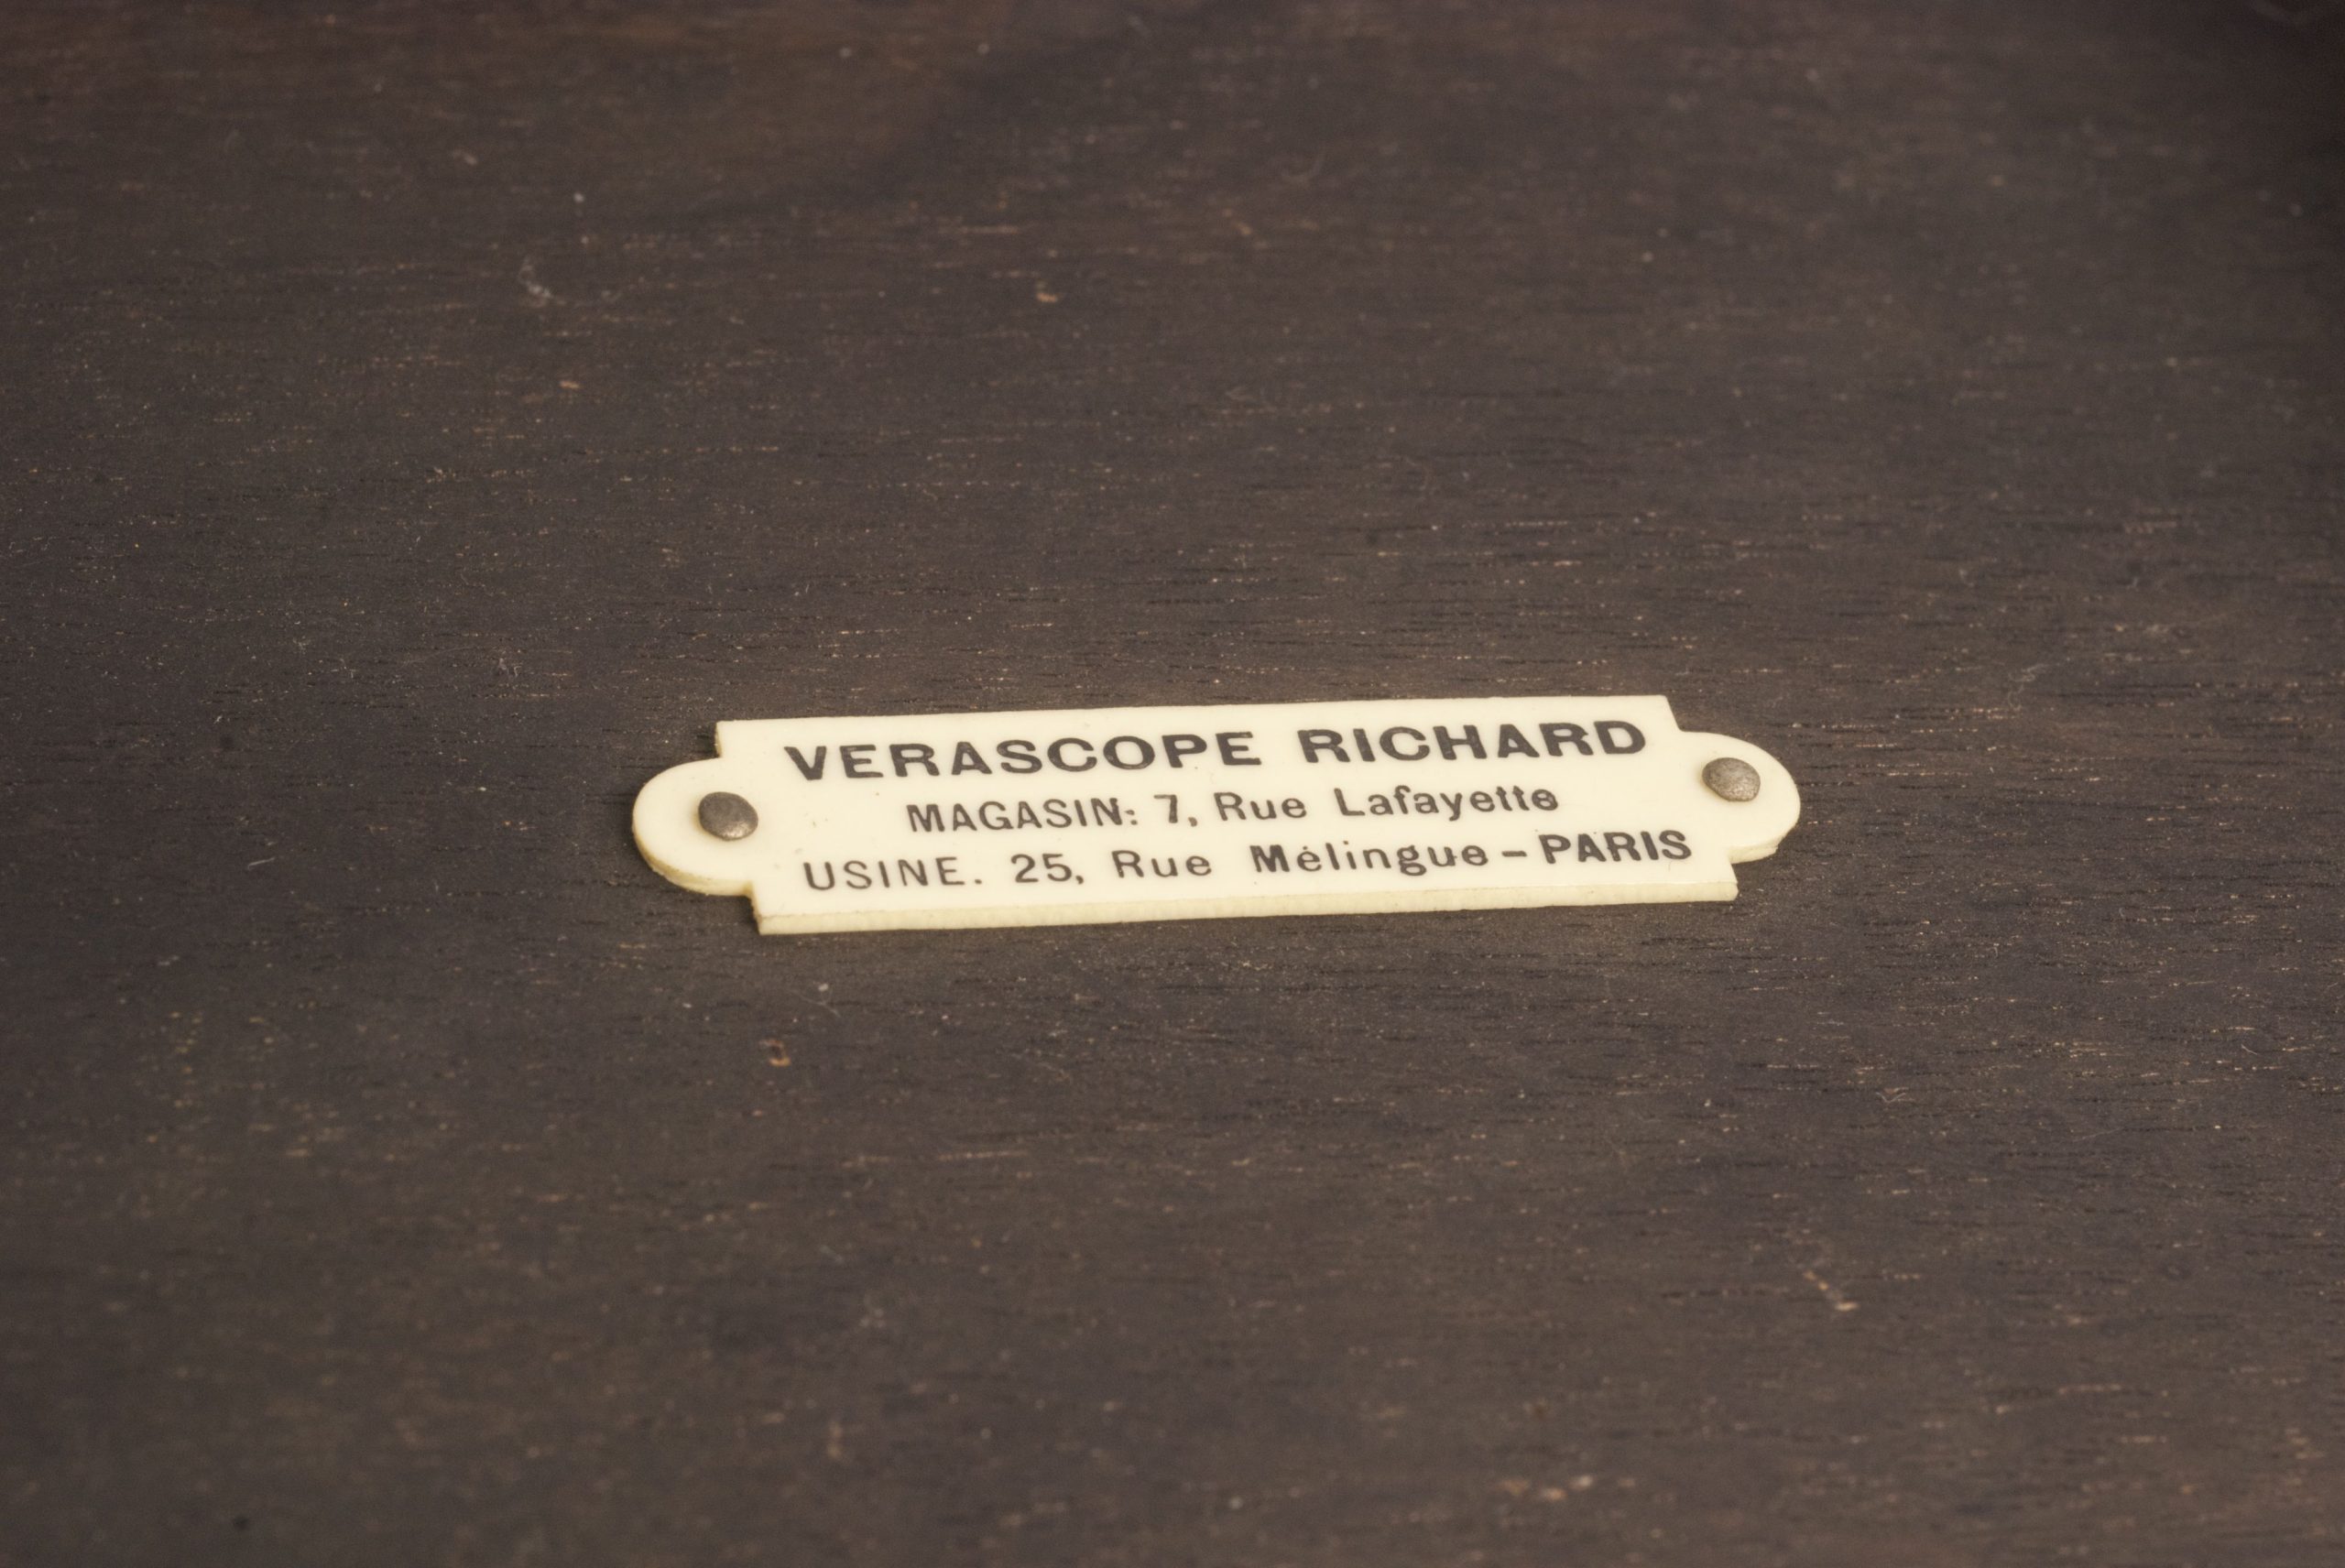 VERASCOPE RICHARD
MAGASIN: 7, Rue Lafayette
USINE. 25, Rue Mélingue - PARIS